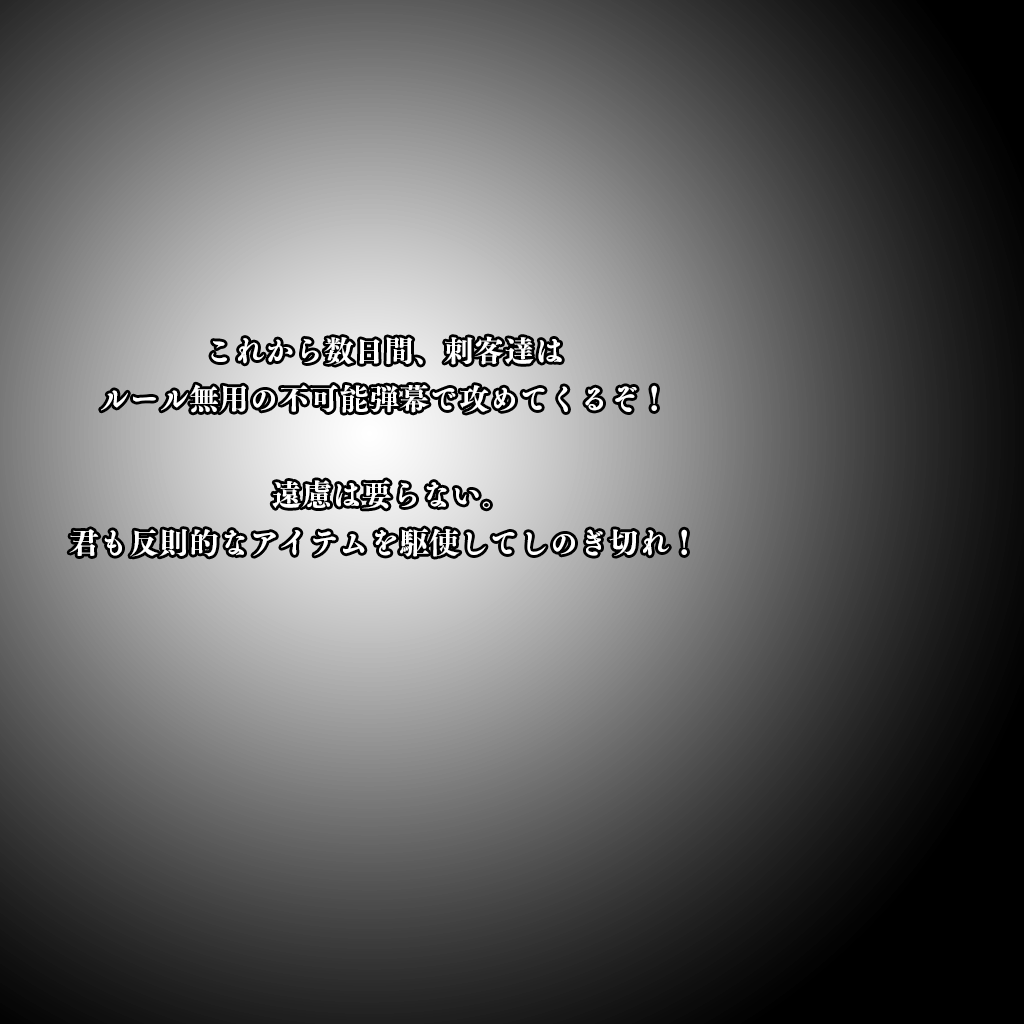 これから数日間、刺客達は
ルール無用の不可能弾幕で攻めてくるぞ！
遠慮は要らない。
君も反則的なアイテムを駆使してしのぎ切れ！